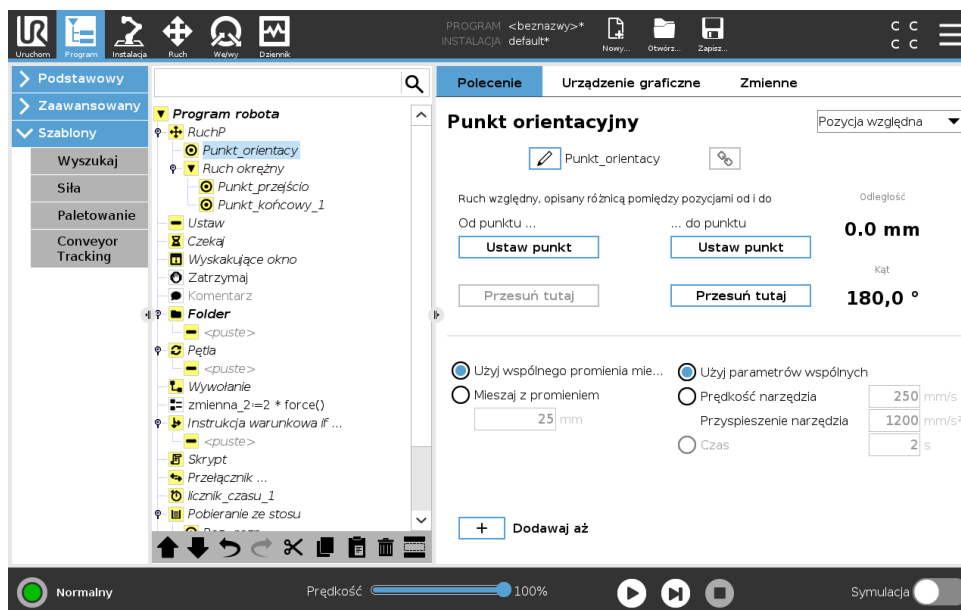 UR
PROGRAM <beznazwy>*
INSTALACJA default*
Uruchom Program Instalacja Ruch We/wy Dziennik
Nowy... Otwórz... Zapisz...
C C
C C
Podstawowy
Zaawansowany
Szablony
Wyszukaj
Siła
Paletowanie
Conveyor
Tracking
Program robota
RuchP
Punkt_orientacy
Ruch okrężny
Punkt_przejścio
Punkt_końcowy_1
Ustaw
Czekaj
Wyskakujące okno
Zatrzymaj
Komentarz
Folder
<puste>
Pętla
<puste>
Wywołanie
zmienna_2:=2 * force()
Instrukcja warunkowa if ...
<puste>
Skrypt
Przełącznik ...
licznik_czasu_1
Pobieranie ze stosu
Polecenie Urządzenie graficzne Zmienne
Punkt orientacyjny Pozycja względna
Punkt_orientacy
Ruch względny, opisany różnicą pomiędzy pozycjami od i do
Odległość
Od punktu ... ... do punktu
0.0 mm
Ustaw punkt Ustaw punkt
Kąt
Przesuń tutaj Przesuń tutaj 180,0 °
Użyj wspólnego promienia mie... Użyj parametrów wspólnych
Mieszaj z promieniem Prędkość narzędzia 250 mm/s
25 mm Przyspieszenie narzędzia 1200 mm/s²
Czas 2 s
+ Dodawaj aż
Normalny Prędkość 100% Symulacja